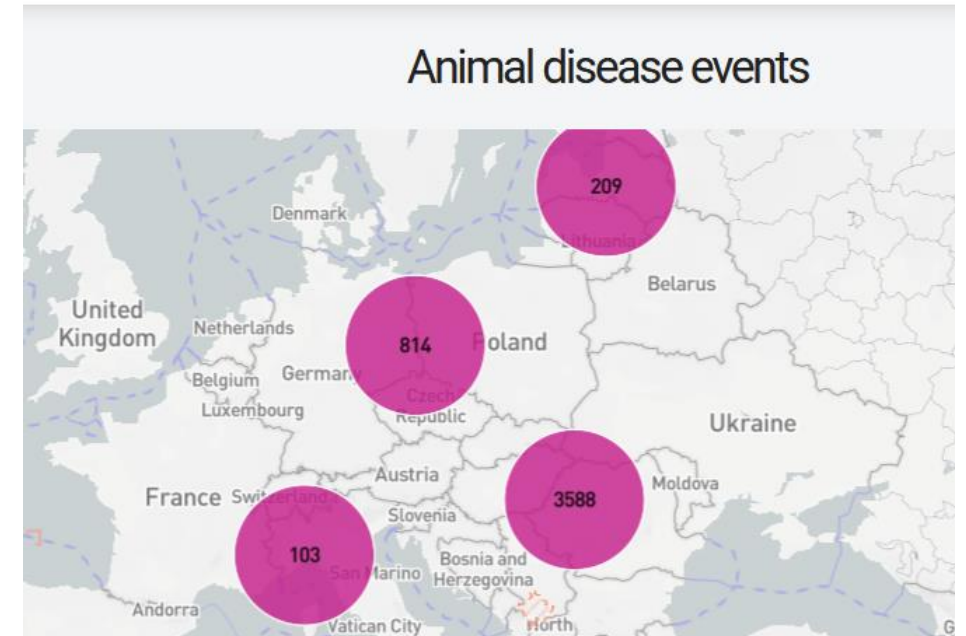 Animal disease events
209
Denmark
Lithuania
Belarus
United
Kingdom
Netherlands
814
Poland
Belgium
Germany
Czech
Republic
Luxembourg
Ukraine
Austria
Moldova
France
Switzerland
3588
Slovenia
103
San Marino
Bosnia and
Herzegovina
Andorra
Vatican City
North
G